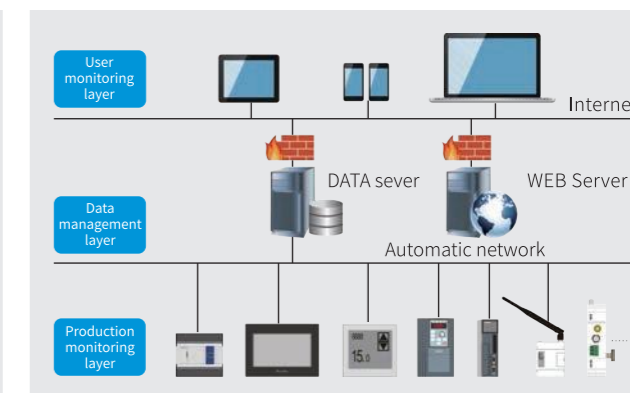 User
monitoring
layer
Interne
DATA sever
WEB Server
Data
management
layer
Automatic network
Production
monitoring
layer
15.0